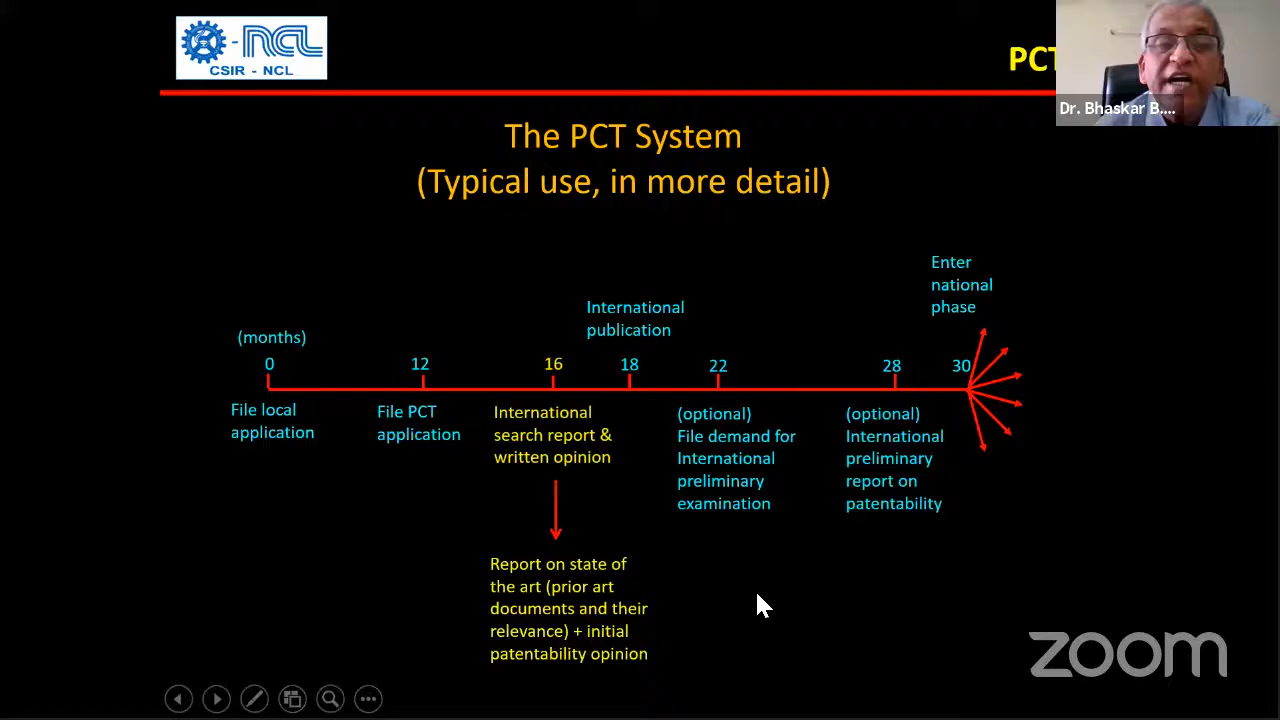 NCL
CSIR - NCL
PCT
Dr. Bhaskar B....
The PCT System
(Typical use, in more detail)
(months)
0
12
16
18
22
28
30
International
publication
Enter
national
phase
File local
application
File PCT
application
International
search report &
written opinion
(optional)
File demand for
International
preliminary
examination
(optional)
International
preliminary
report on
patentability
Report on state of
the art (prior art
documents and their
relevance) + initial
patentability opinion
zoom